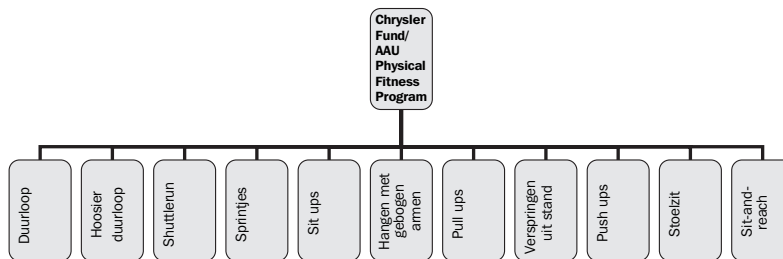 Chrysler
Fund/
AAU
Physical
Fitness
Program
Duurloop
Hoosier
duurloop
Shuttlerun
Sprintjes
Sit ups
Hangen met
gebogen
armen
Pull ups
Verspringen
uit stand
Push ups
Stoelzit
Sit-and-
reach